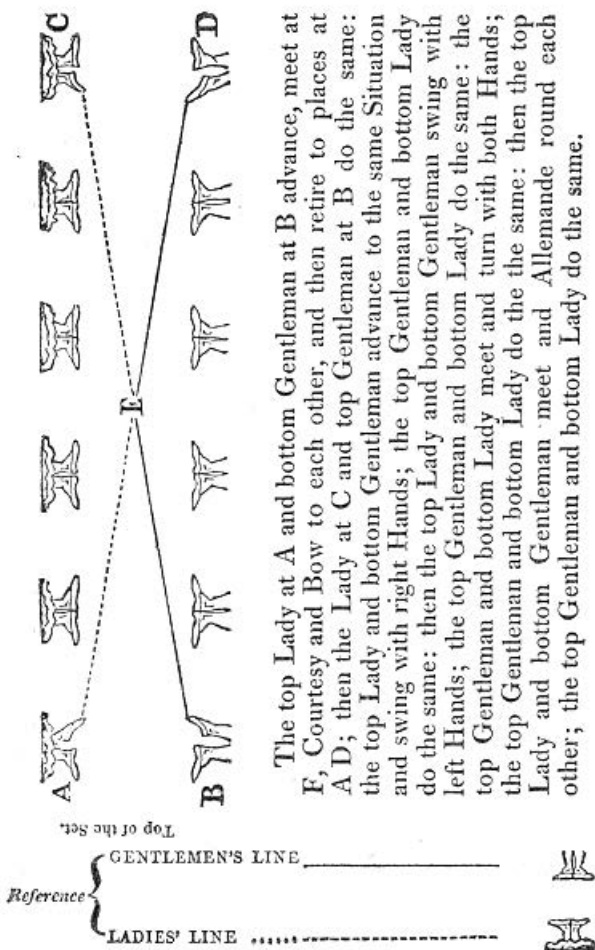 A
C
E
B
D
The top Lady at A and bottom Gentleman at B advance, meet at
F, Courtesy and Bow to each other, and then retire to places at
A D; then the Lady at C and top Gentleman at B do the same:
the top Lady and bottom Gentleman advance to the same Situation
and swing with right Hands; the top Gentleman and bottom Lady
do the same: then the top Lady and bottom Gentleman swing with
left Hands; the top Gentleman and bottom Lady do the same: the
top Gentleman and bottom Lady meet and turn with both Hands;
the top Gentleman and bottom Lady do the the same: then the top
Lady and bottom Gentleman meet and Allemande round each
other; the top Gentleman and bottom Lady do the same.
Top of the Set.
Reference
GENTLEMEN'S LINE
LADIES' LINE